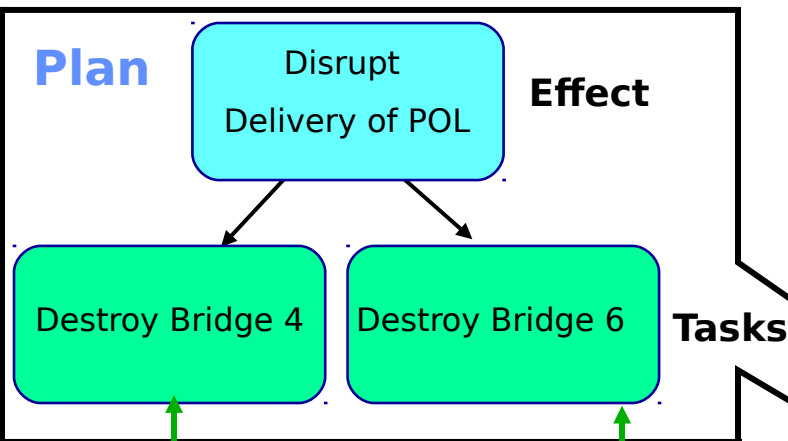 Plan
Disrupt
Delivery of POL
Effect
Destroy Bridge 4
Destroy Bridge 6
Tasks